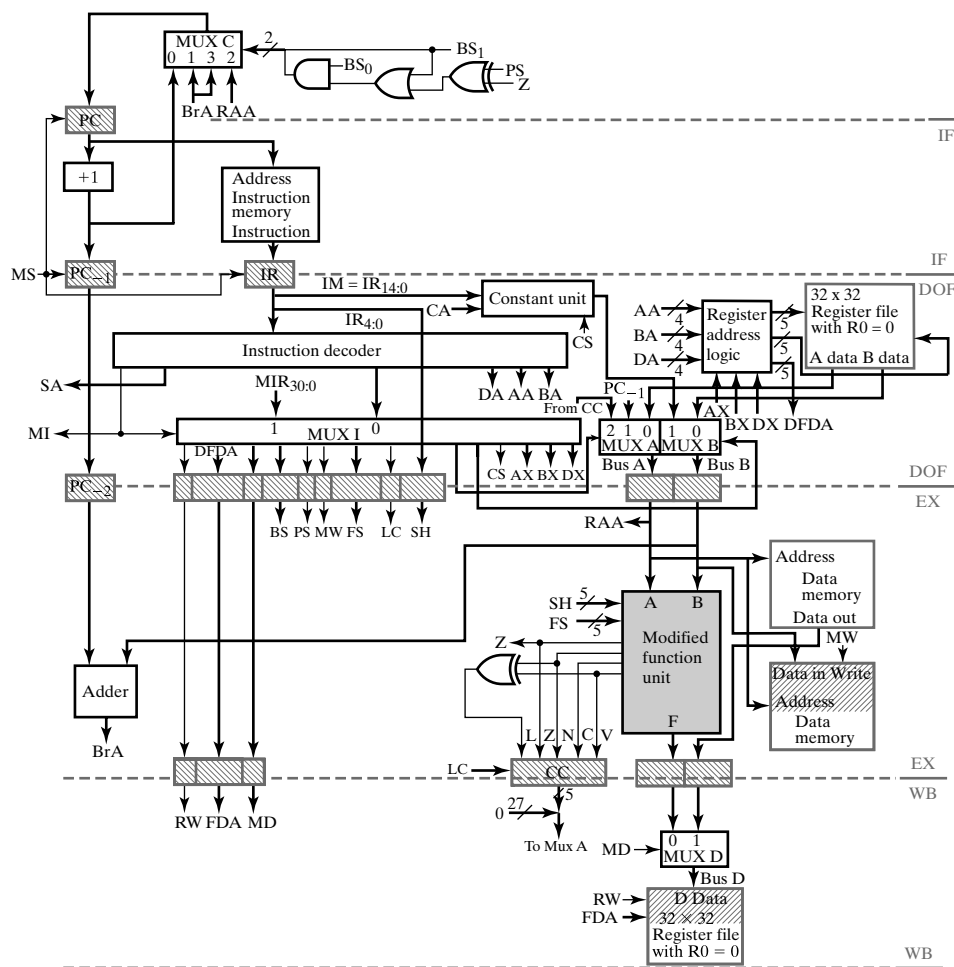 MUX C
0 1 3 2
2
BS1
BS0
PS
Z
BrA RAA
PC
IF
+1
Address
Instruction
memory
Instruction
MS
PC–1
IR
IF
DOF
IM = IR14:0
CA
Constant unit
CS
IR4:0
Instruction decoder
AA
4
BA
4
DA
4
Register
address
logic
5
5
5
32 x 32
Register file
with R0 = 0
A data B data
SA
MIR30:0
DA AA BA
PC–1
From CC
AX
BX DX DFDA
MI
1 0
MUX I
2 1 0
MUX A
1 0
MUX B
DFDA
CS AX BX DX
Bus A
Bus B
PC–2
DOF
EX
BS PS MW FS LC SH
RAA
Address
Data
memory
Data out
SH
5
FS
5
A B
Modified
function
unit
F
Z
MW
Data in Write
Address
Data
memory
Adder
BrA
L Z N C V
LC
CC
EX
WB
5
27
0
To Mux A
RW FDA MD
MD
0 1
MUX D
Bus D
RW
FDA
D Data
32 × 32
Register file
with R0 = 0
WB